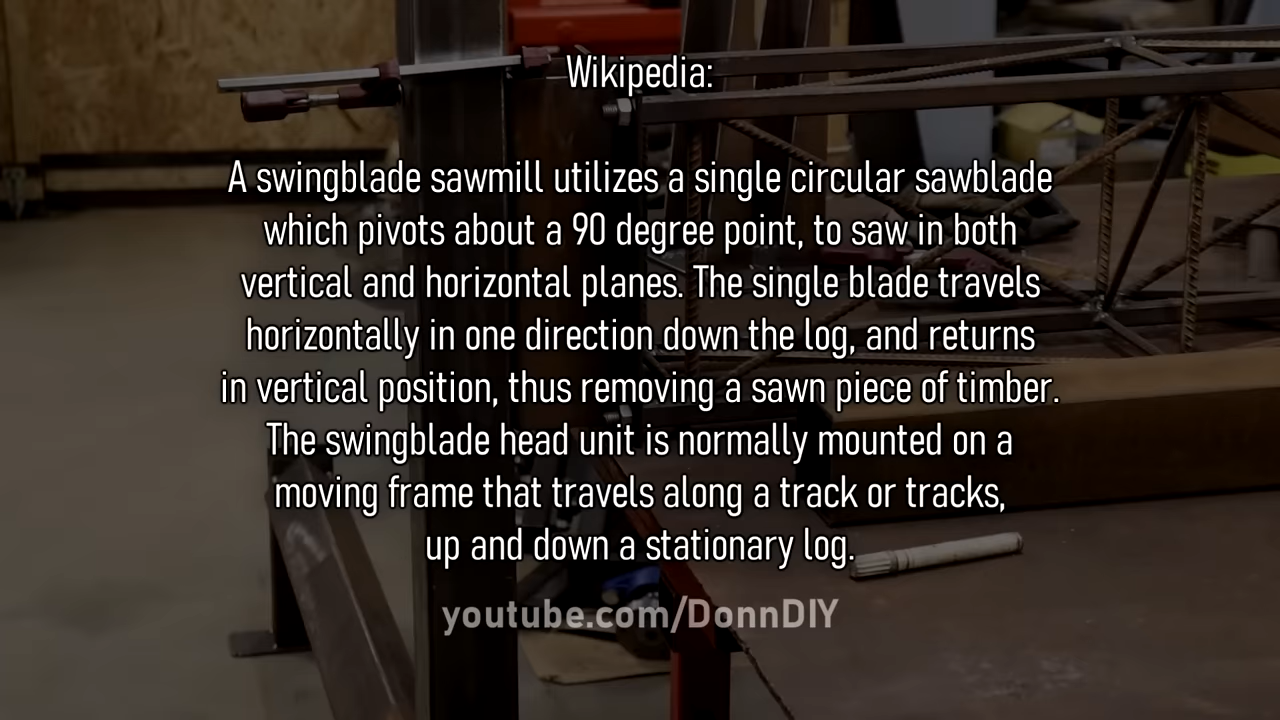 Wikipedia:
A swingblade sawmill utilizes a single circular sawblade
which pivots about a 90 degree point, to saw in both
vertical and horizontal planes. The single blade travels
horizontally in one direction down the log, and returns
in vertical position, thus removing a sawn piece of timber.
The swingblade head unit is normally mounted on a
moving frame that travels along a track or tracks,
up and down a stationary log.
youtube.com/DonnDIY